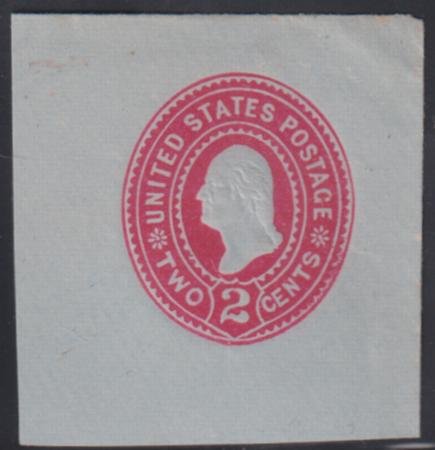 UNITED STATES POSTAGE
TWO 2 CENTS